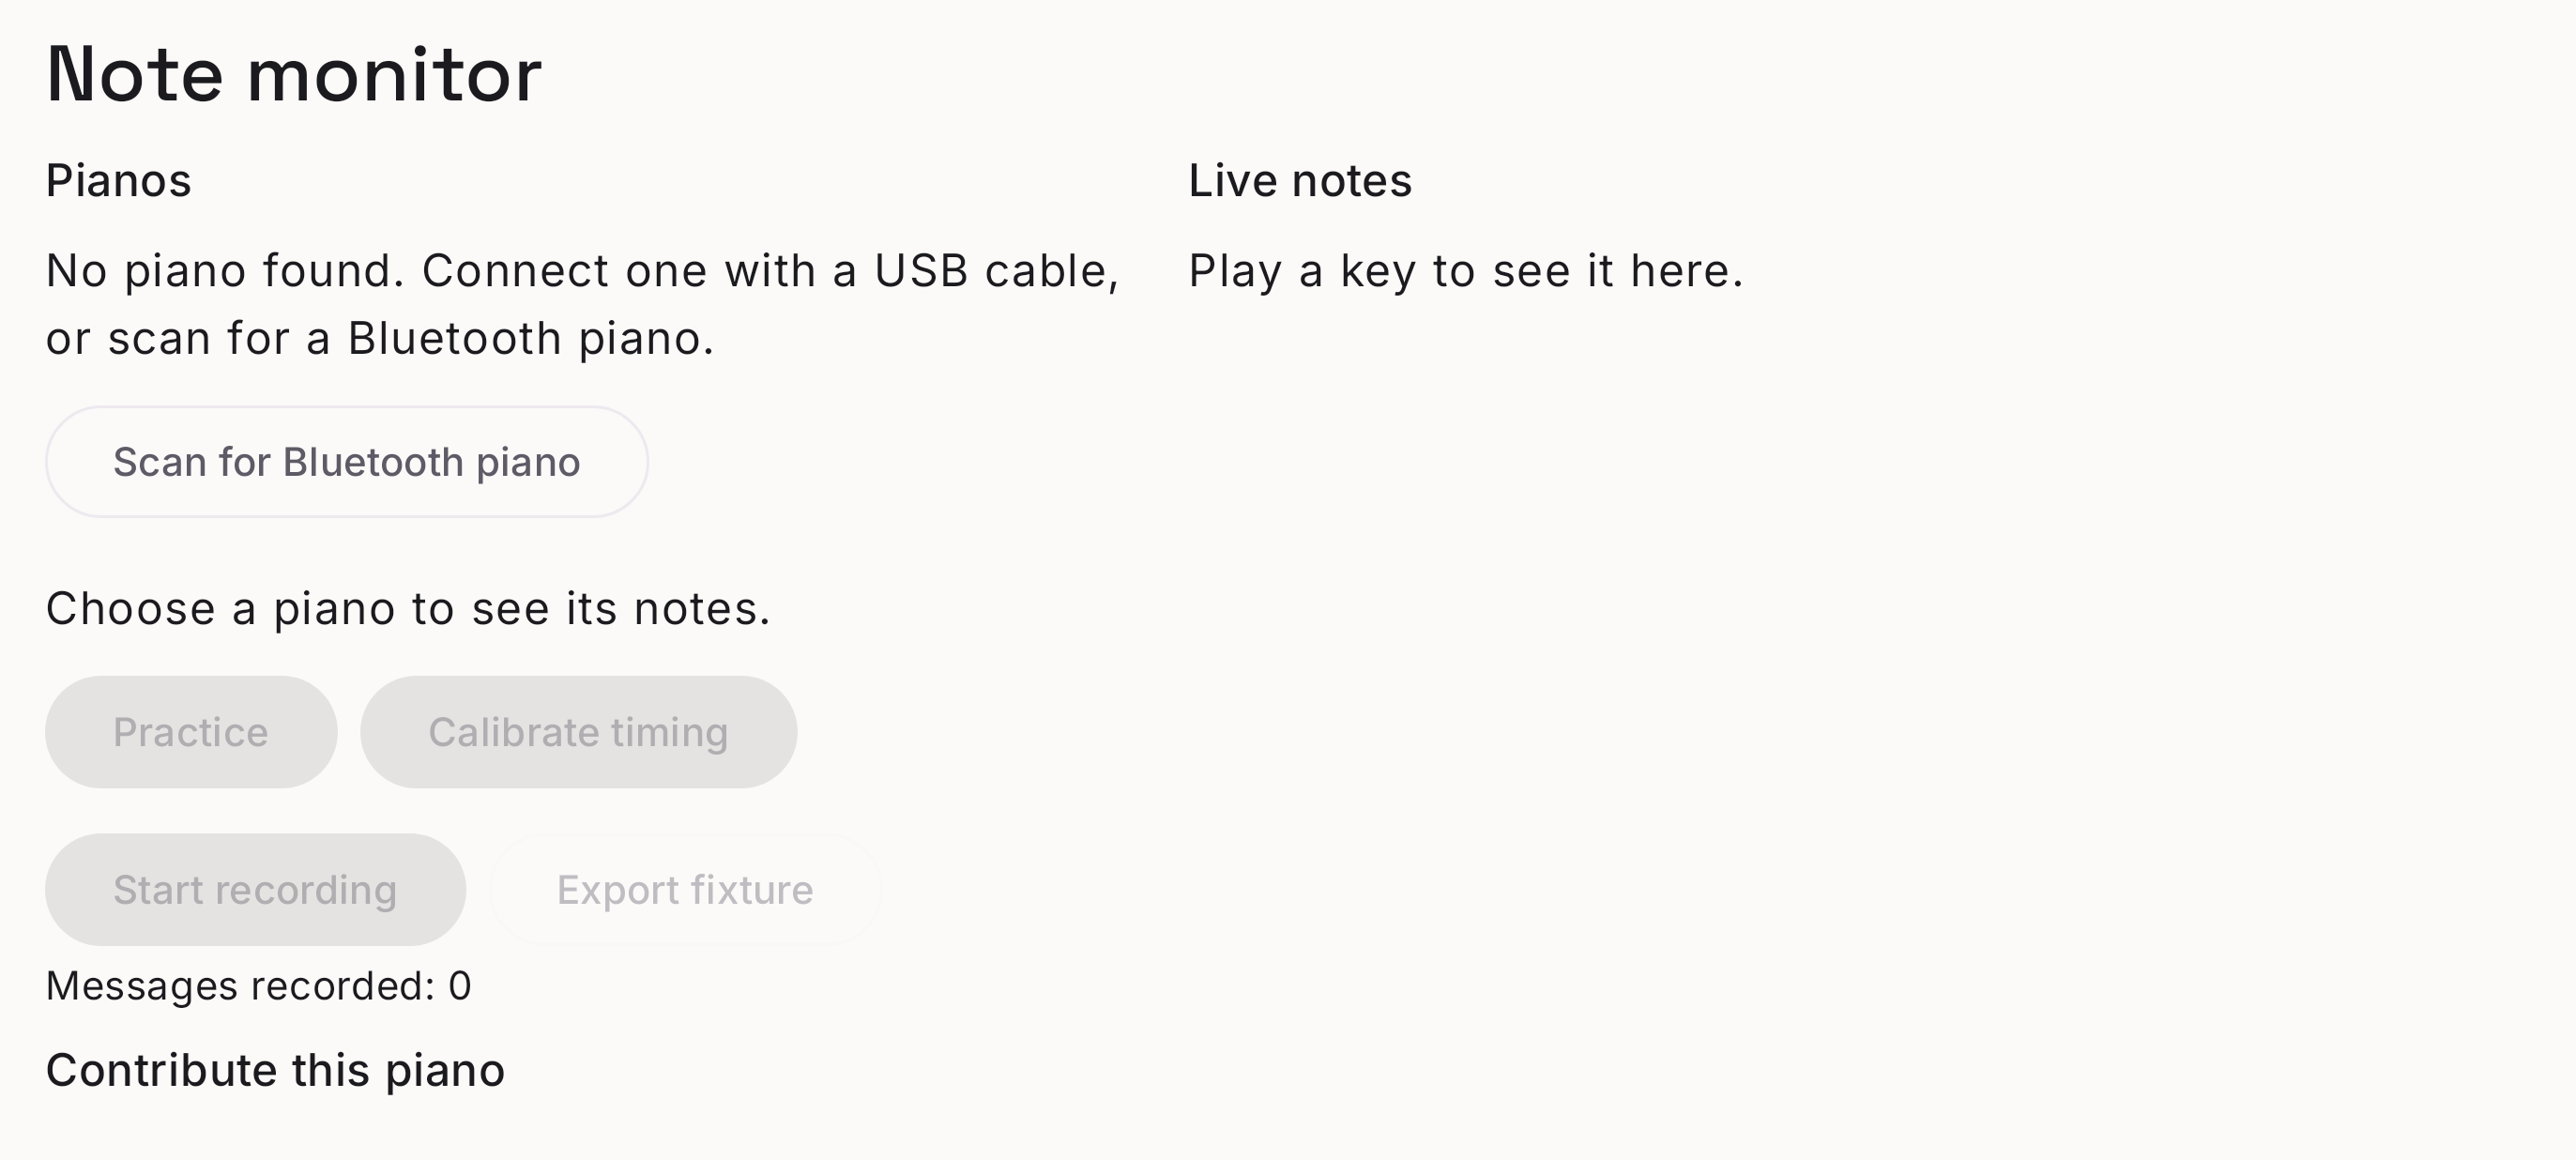 Note monitor
Pianos
No piano found. Connect one with a USB cable,
or scan for a Bluetooth piano.
Scan for Bluetooth piano
Choose a piano to see its notes.
Practice
Calibrate timing
Start recording
Export fixture
Messages recorded: 0
Contribute this piano
Live notes
Play a key to see it here.